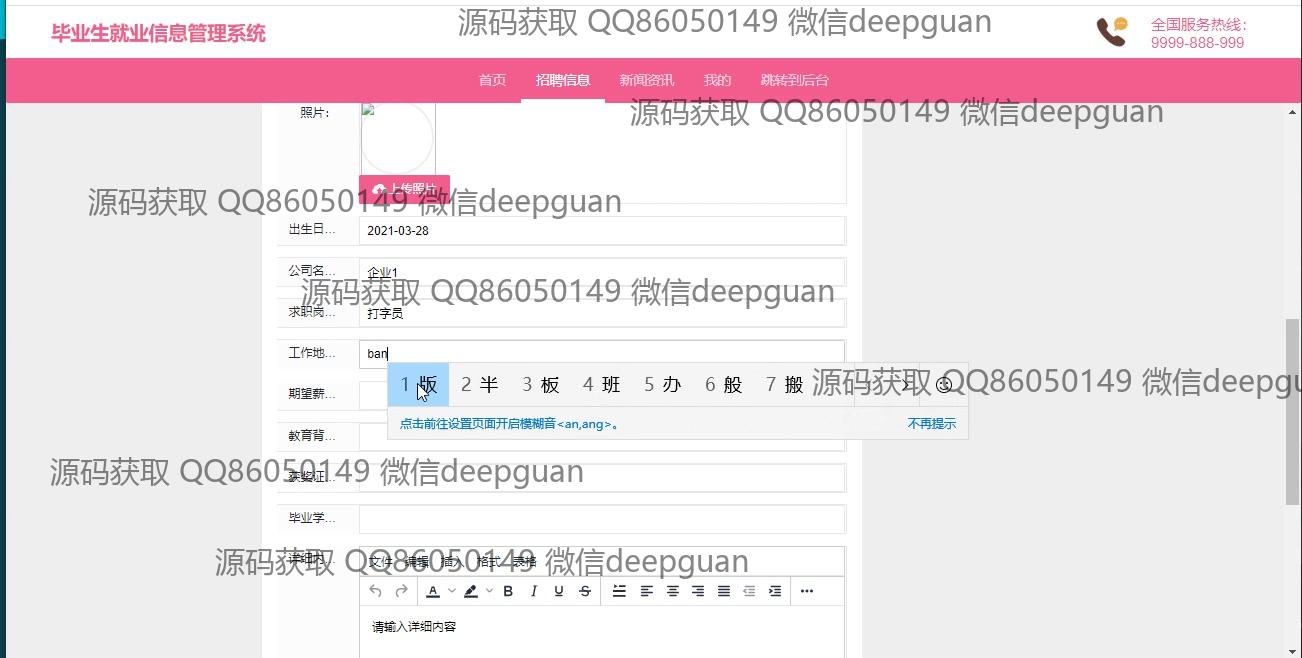 毕业生就业信息管理系统
源码获取 QQ86050149 微信deepguan
全国服务热线：
9999-888-999
首页 招聘信息 新闻资讯 我的 跳转到后台
源码获取 QQ86050149 微信deepguan
照片：
上传照片
源码获取 QQ86050149 微信deepguan
出生日... 2021-03-28
公司名... 企业1
源码获取 QQ86050149 微信deepguan
求职岗... 打字员
工作地... ban
1 版 2 半 3 板 4 班 5 办 6 般 7 搬
源码获取 QQ86050149 微信deepgu
期望薪...
点击前往设置页面开启模糊音<an,ang>。 不再提示
教育背...
源码获取 QQ86050149 微信deepguan
获奖证...
毕业学...
源码获取 QQ86050149 微信deepguan
详细内... 文件 编辑 插入 格式 表格
A B I U S
请输入详细内容